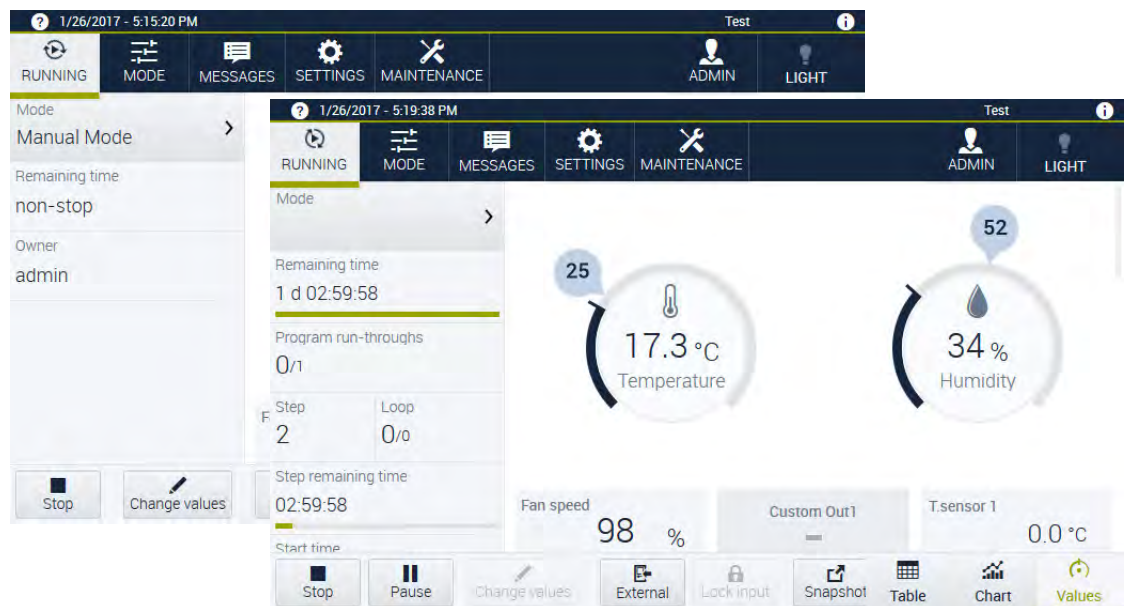 1/26/2017 - 5:15:20 PM Test
RUNNING MODE MESSAGES SETTINGS MAINTENANCE ADMIN LIGHT
Mode
Manual Mode
Remaining time
non-stop
Owner
admin
F
Stop Change values
? 1/26/2017 - 5:19:38 PM Test i
RUNNING MODE MESSAGES SETTINGS MAINTENANCE ADMIN LIGHT
Mode
Remaining time
1 d 02:59:58
Program run-throughs
0/1
Step Loop
2 0/0
Step remaining time
02:59:58
Start time
25
17.3 °C
Temperature
52
34 %
Humidity
Fan speed
98 %
Custom Out1
T.sensor 1
0.0 °C
Stop Pause Change values External Lock input Snapshot Table Chart Values